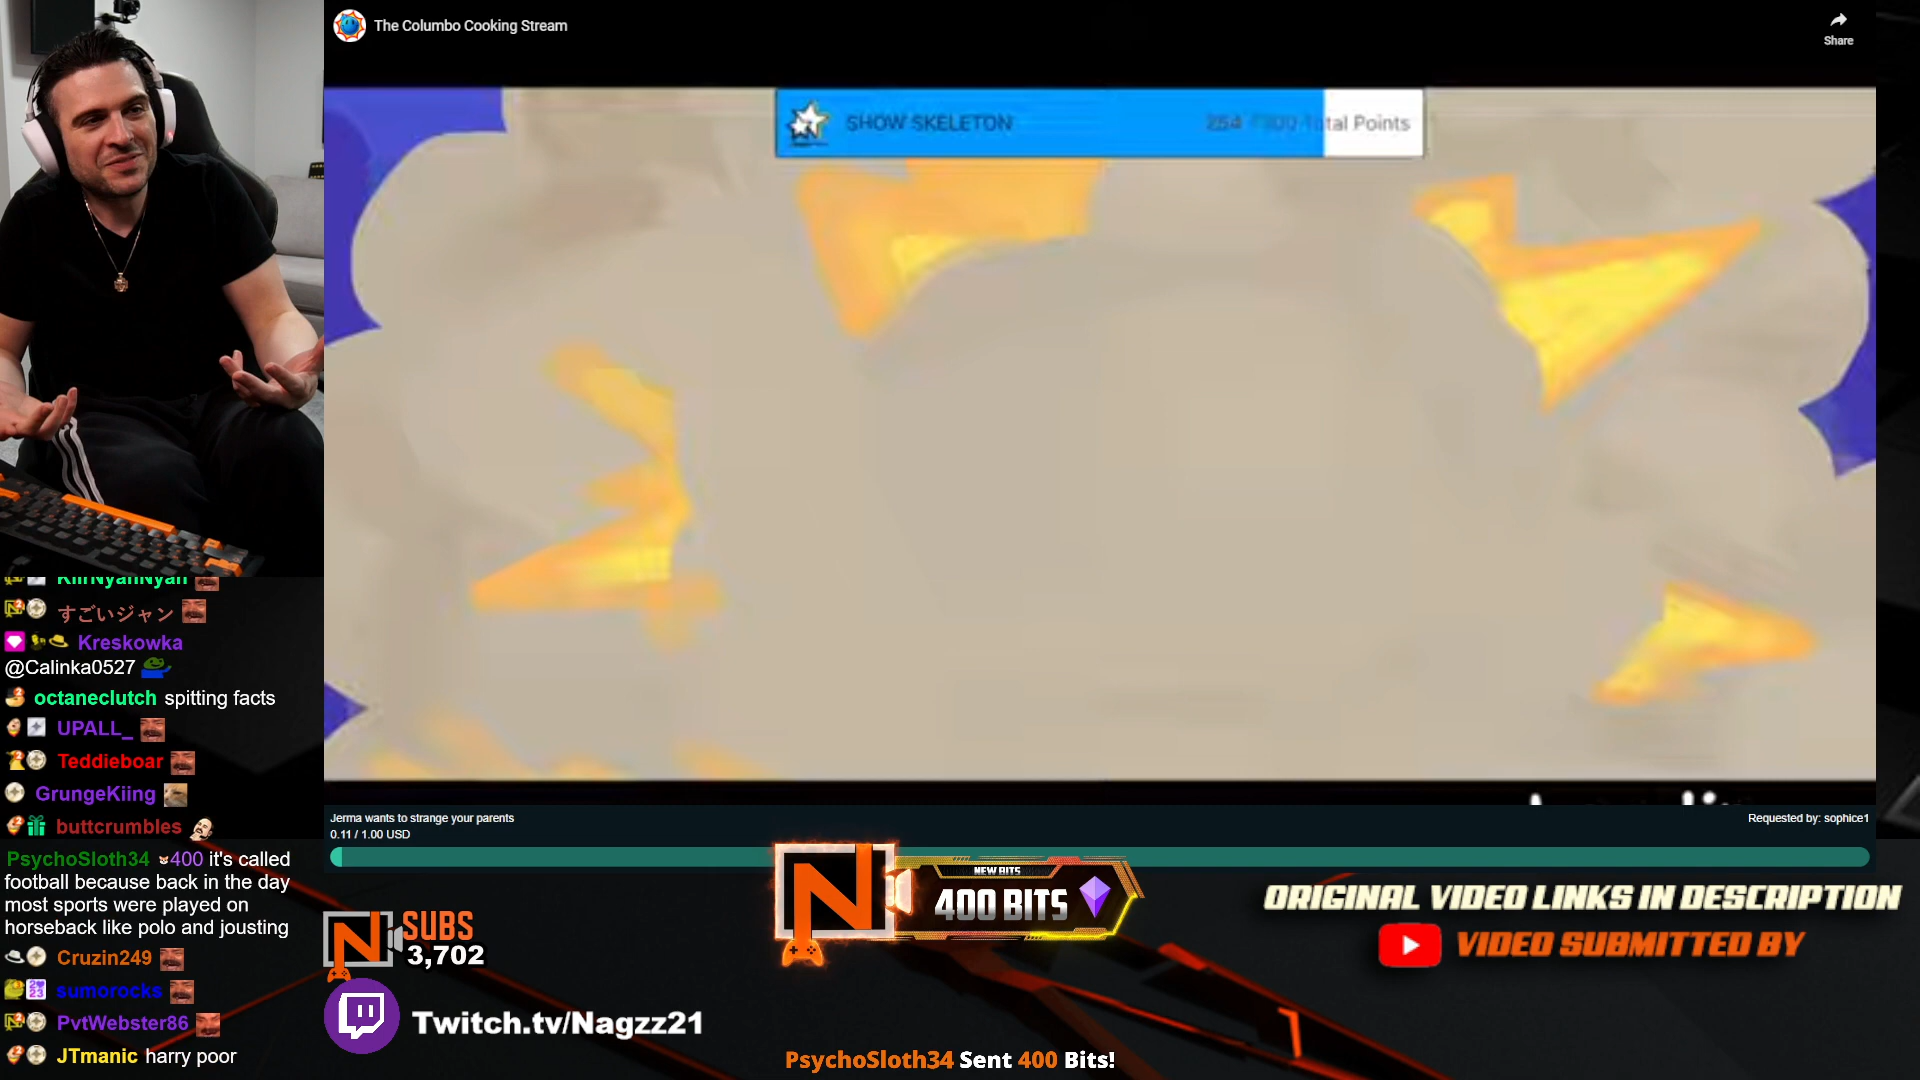 The Columbo Cooking Stream
Share
SHOW SKELETON
Total Points
KiiriNyanNyan
すごいジャン
Kreskowka
@Calinka0527
octaneclutch spitting facts
UPALL_
Teddieboar
GrungeKiing
buttcrumbles
PsychoSloth34 400 it's called
football because back in the day
most sports were played on
horseback like polo and jousting
Cruzin249
sumorocks
PvtWebster86
JTmanic harry poor
Jerma wants to strange your parents
0.11 / 1.00 USD
Requested by: sophice1
SUBS
3,702
Twitch.tv/Nagzz21
N
NEW BITS
400 BITS
PsychoSloth34 Sent 400 Bits!
ORIGINAL VIDEO LINKS IN DESCRIPTION
VIDEO SUBMITTED BY